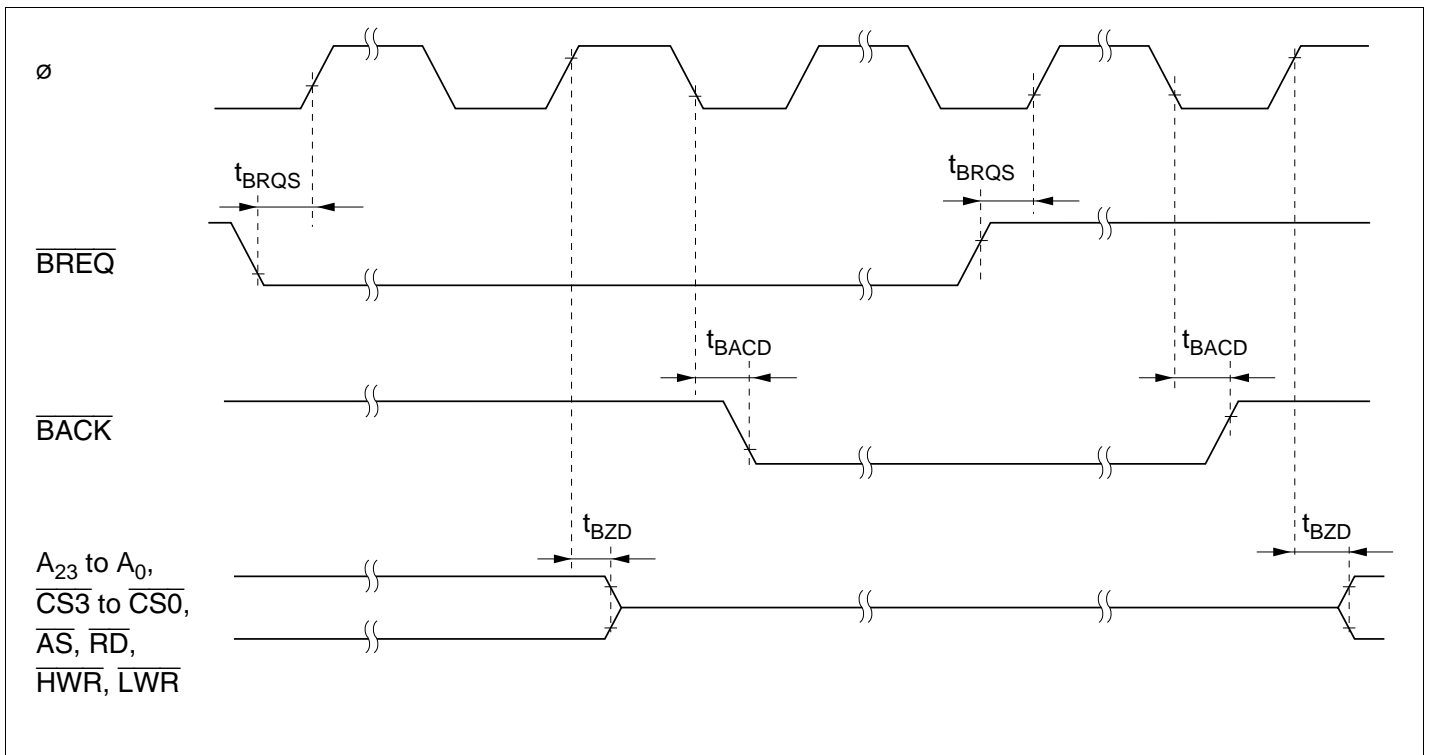 ø
tBRQS
tBRQS
BREQ
tBACD
tBACD
BACK
tBZD
tBZD
A23 to A0,
CS3 to CS0,
AS, RD,
HWR, LWR